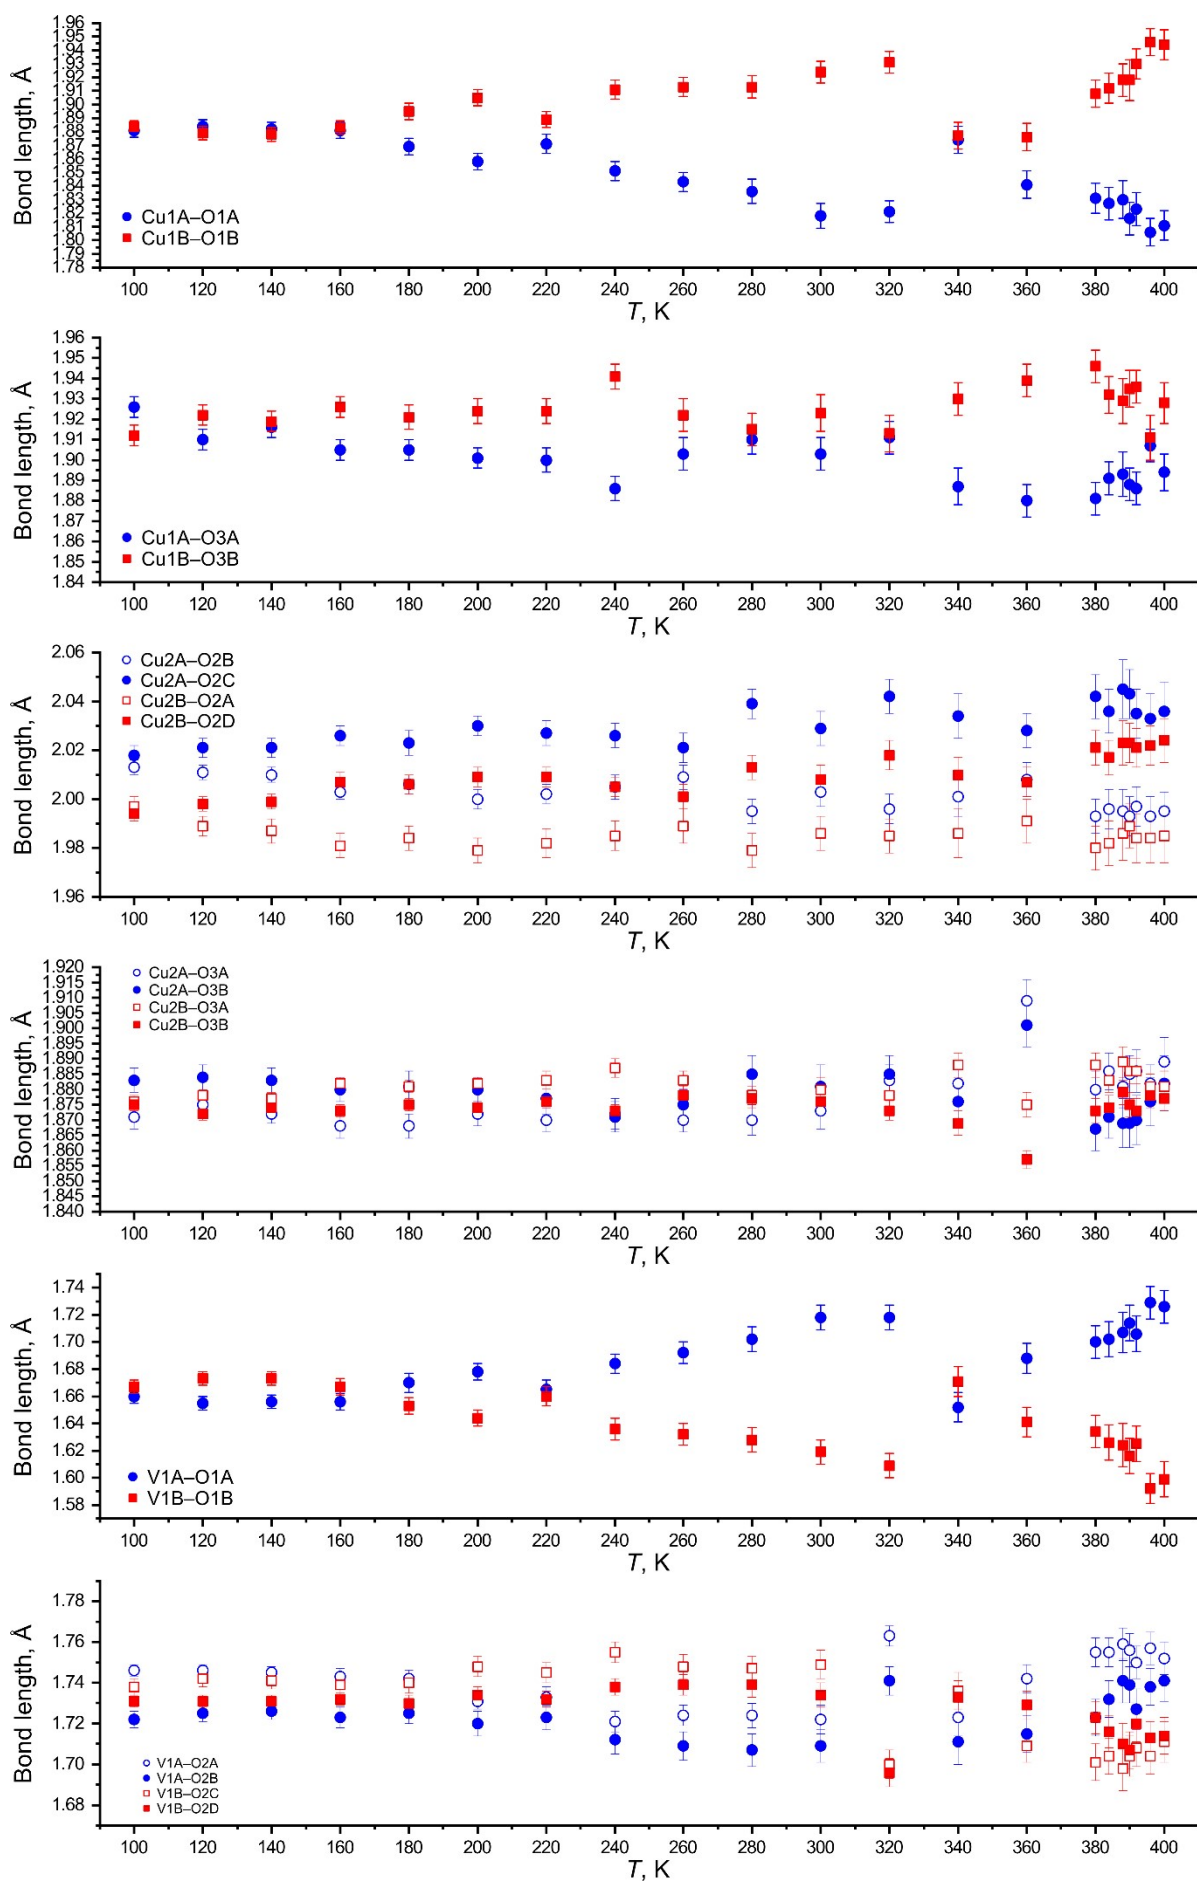 Bond length, Å
1.96
1.95
1.94
1.93
1.92
1.91
1.90
1.89
1.88
1.87
1.86
1.85
1.84
1.83
1.82
1.81
1.80
1.79
1.78
Cu1A–O1A
Cu1B–O1B
100 120 140 160 180 200 220 240 260 280 300 320 340 360 380 400
T, K
Bond length, Å
1.96
1.95
1.94
1.93
1.92
1.91
1.90
1.89
1.88
1.87
1.86
1.85
1.84
Cu1A–O3A
Cu1B–O3B
100 120 140 160 180 200 220 240 260 280 300 320 340 360 380 400
T, K
Bond length, Å
2.06
2.04
2.02
2.00
1.98
1.96
Cu2A–O2B
Cu2A–O2C
Cu2B–O2A
Cu2B–O2D
100 120 140 160 180 200 220 240 260 280 300 320 340 360 380 400
T, K
Bond length, Å
1.920
1.915
1.910
1.905
1.900
1.895
1.890
1.885
1.880
1.875
1.870
1.865
1.860
1.855
1.850
1.845
1.840
Cu2A–O3A
Cu2A–O3B
Cu2B–O3A
Cu2B–O3B
100 120 140 160 180 200 220 240 260 280 300 320 340 360 380 400
T, K
Bond length, Å
1.74
1.72
1.70
1.68
1.66
1.64
1.62
1.60
1.58
V1A–O1A
V1B–O1B
100 120 140 160 180 200 220 240 260 280 300 320 340 360 380 400
T, K
Bond length, Å
1.78
1.76
1.74
1.72
1.70
1.68
V1A–O2A
V1A–O2B
V1B–O2C
V1B–O2D
100 120 140 160 180 200 220 240 260 280 300 320 340 360 380 400
T, K